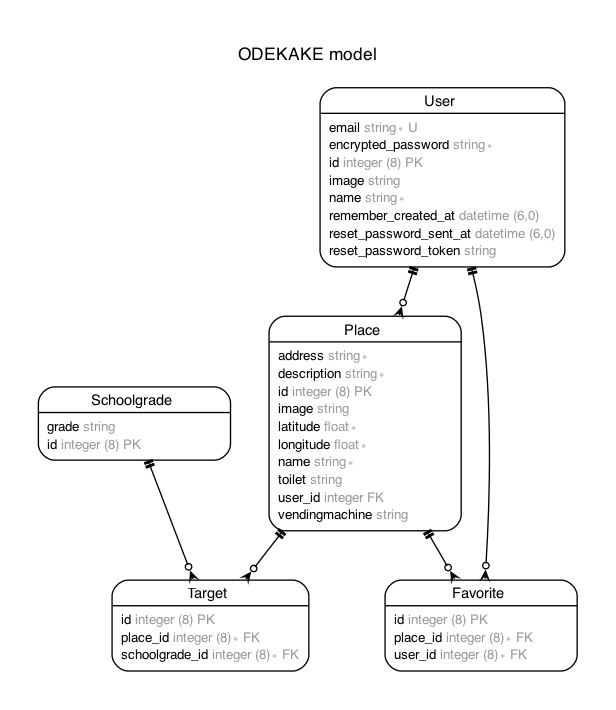 ODEKAKE model
User
email string∗ U
encrypted_password string∗
id integer (8) PK
image string
name string∗
remember_created_at datetime (6,0)
reset_password_sent_at datetime (6,0)
reset_password_token string
Place
address string∗
description string∗
id integer (8) PK
image string
latitude float∗
longitude float∗
name string∗
toilet string
user_id integer FK
vendingmachine string
Schoolgrade
grade string
id integer (8) PK
Target
id integer (8) PK
place_id integer (8)∗ FK
schoolgrade_id integer (8)∗ FK
Favorite
id integer (8) PK
place_id integer (8)∗ FK
user_id integer (8)∗ FK